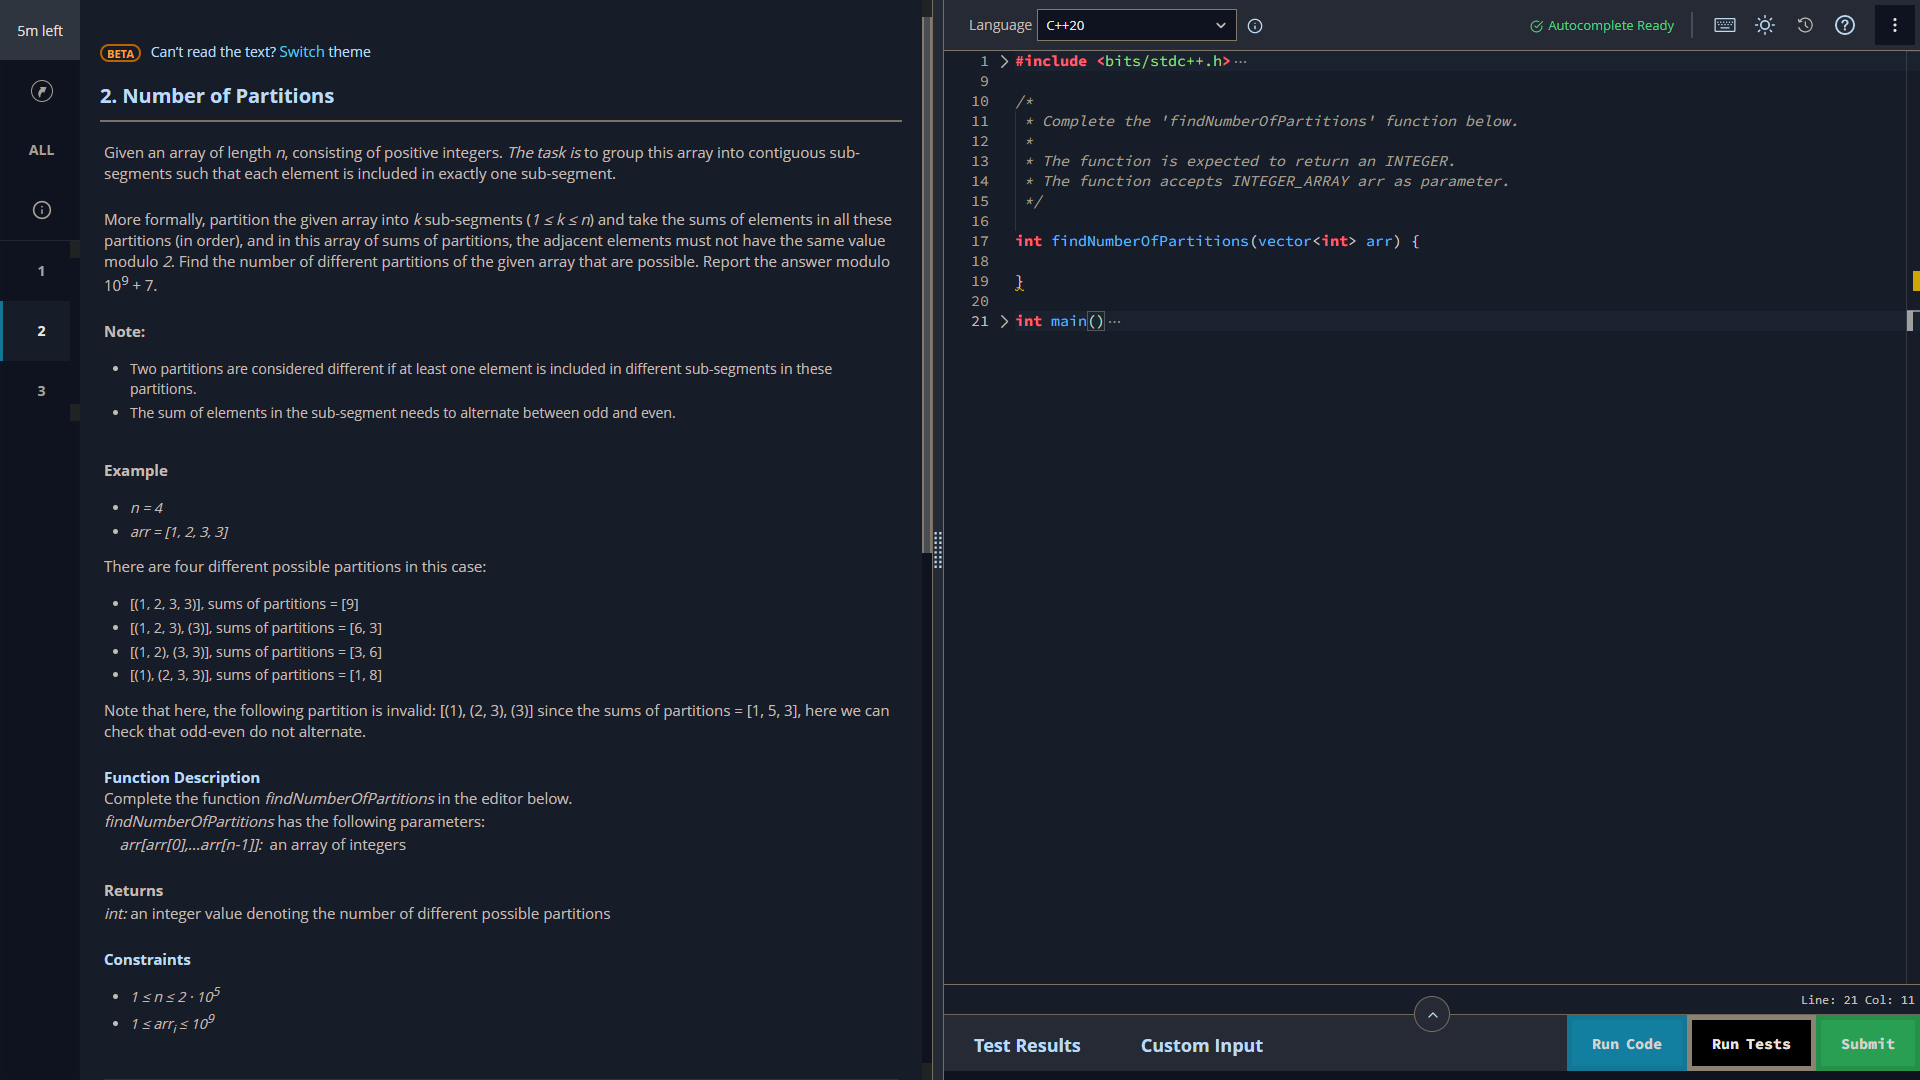 5m left
ALL
1
2
3
BETA Can't read the text? Switch theme
2. Number of Partitions
Given an array of length n, consisting of positive integers. The task is to group this array into contiguous sub-
segments such that each element is included in exactly one sub-segment.
More formally, partition the given array into k sub-segments (1 ≤ k ≤ n) and take the sums of elements in all these
partitions (in order), and in this array of sums of partitions, the adjacent elements must not have the same value
modulo 2. Find the number of different partitions of the given array that are possible. Report the answer modulo
10⁹ + 7.
Note:
• Two partitions are considered different if at least one element is included in different sub-segments in these
partitions.
• The sum of elements in the sub-segment needs to alternate between odd and even.
Example
• n = 4
• arr = [1, 2, 3, 3]
There are four different possible partitions in this case:
• [(1, 2, 3, 3)], sums of partitions = [9]
• [(1, 2, 3), (3)], sums of partitions = [6, 3]
• [(1, 2), (3, 3)], sums of partitions = [3, 6]
• [(1), (2, 3, 3)], sums of partitions = [1, 8]
Note that here, the following partition is invalid: [(1), (2, 3), (3)] since the sums of partitions = [1, 5, 3], here we can
check that odd-even do not alternate.
Function Description
Complete the function findNumberOfPartitions in the editor below.
findNumberOfPartitions has the following parameters:
arr[arr[0],...arr[n-1]]: an array of integers
Returns
int: an integer value denoting the number of different possible partitions
Constraints
• 1 ≤ n ≤ 2 · 10⁵
• 1 ≤ arrᵢ ≤ 10⁹
Language C++20 Autocomplete Ready
1 #include <bits/stdc++.h> ···
9
10 /*
11 * Complete the 'findNumberOfPartitions' function below.
12 *
13 * The function is expected to return an INTEGER.
14 * The function accepts INTEGER_ARRAY arr as parameter.
15 */
16
17 int findNumberOfPartitions(vector<int> arr) {
18
19 }
20
21 int main() ···
Line: 21 Col: 11
Test Results Custom Input Run Code Run Tests Submit